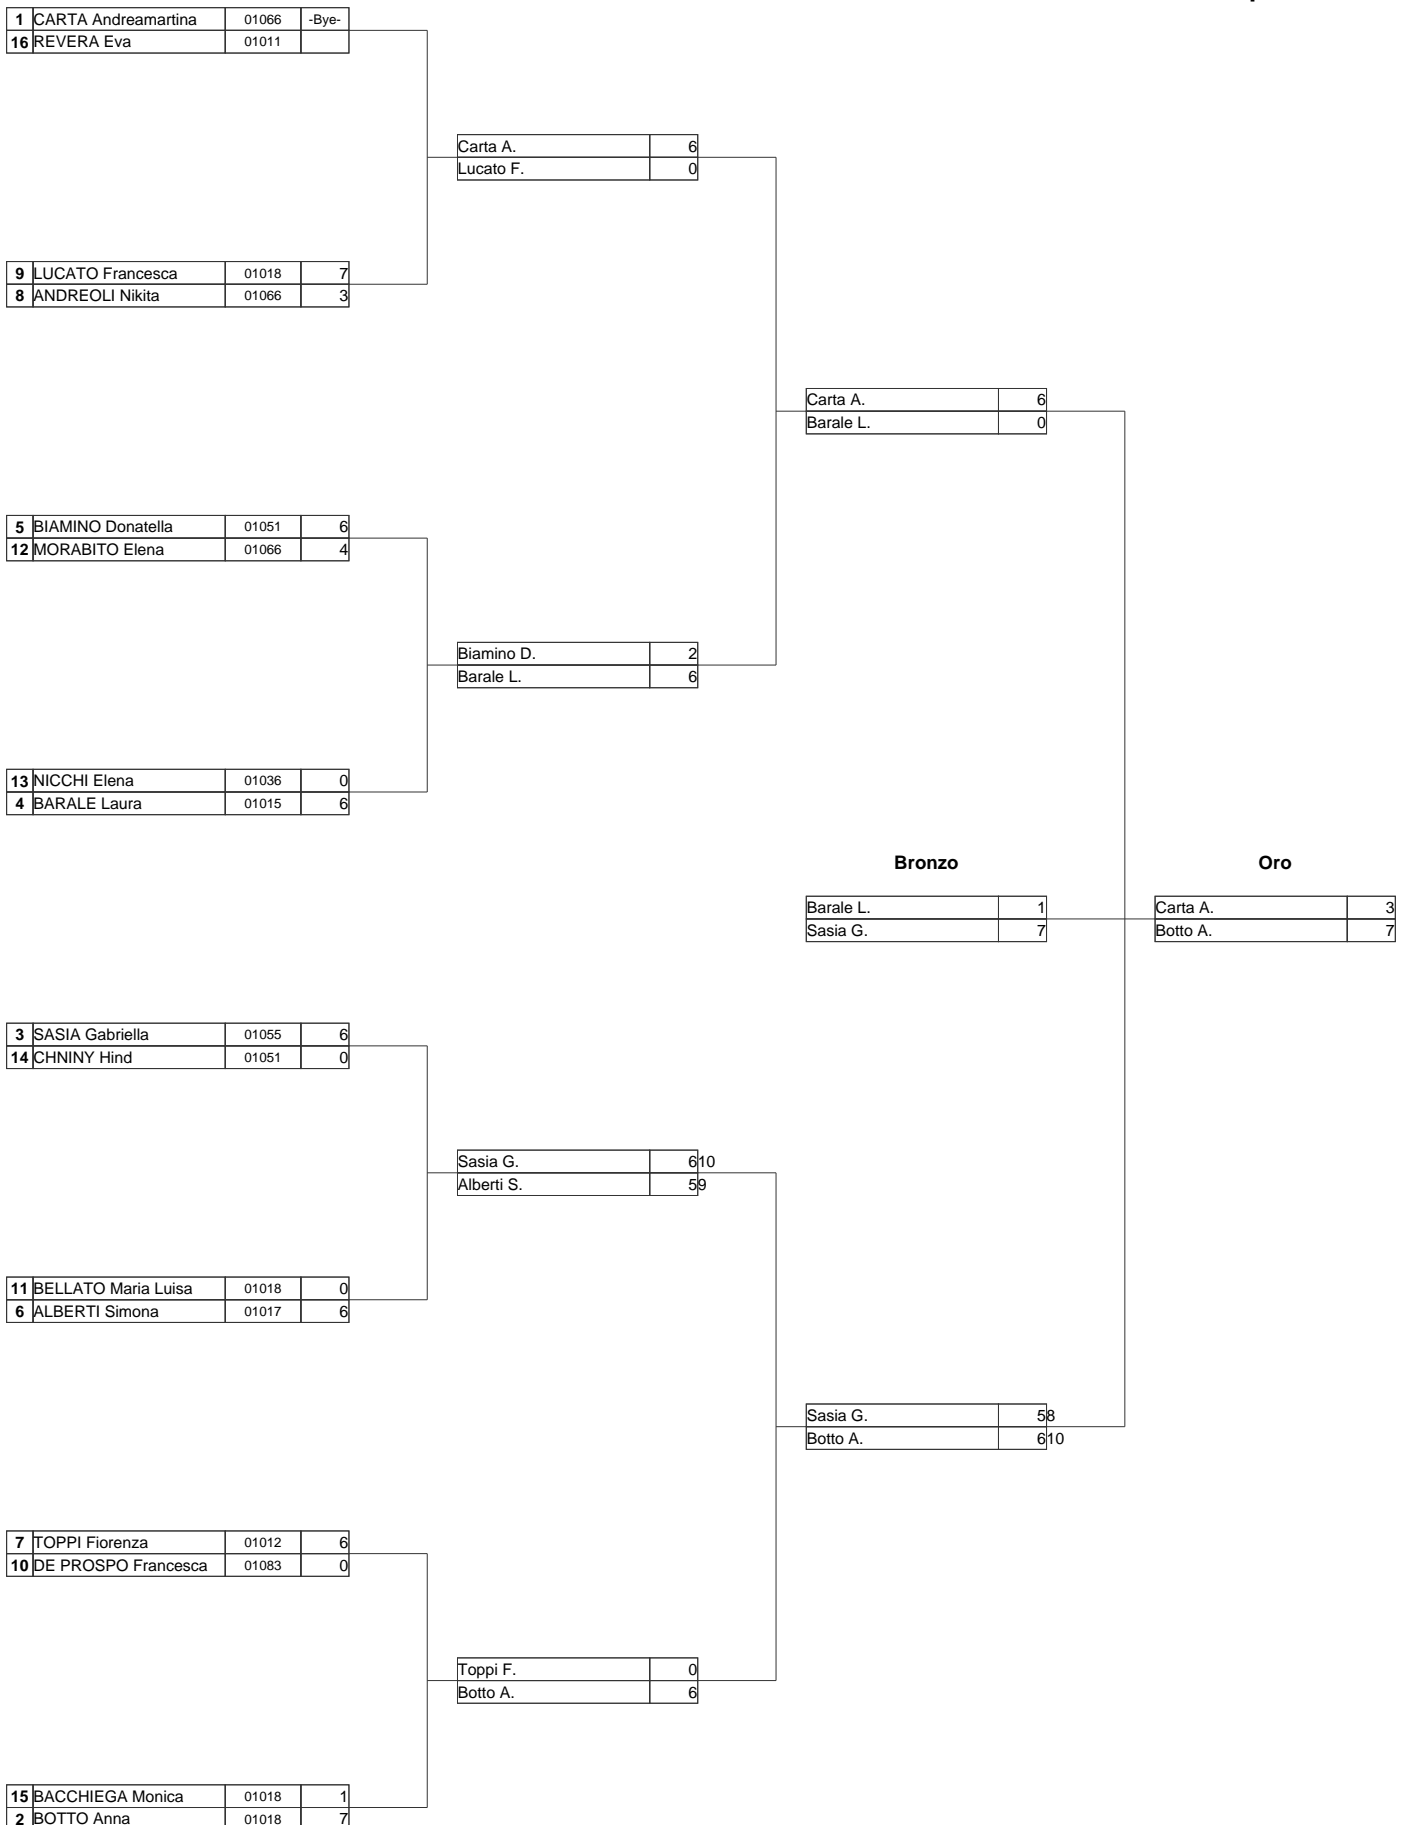 1 CARTA Andreamartina 01066 -Bye-
16 REVERA Eva 01011
Carta A. 6
Lucato F. 0
9 LUCATO Francesca 01018 7
8 ANDREOLI Nikita 01066 3
Carta A. 6
Barale L. 0
5 BIAMINO Donatella 01051 6
12 MORABITO Elena 01066 4
Biamino D. 2
Barale L. 6
13 NICCHI Elena 01036 0
4 BARALE Laura 01015 6
Bronzo Oro
Barale L. 1 Carta A. 3
Sasia G. 7 Botto A. 7
3 SASIA Gabriella 01055 6
14 CHNINY Hind 01051 0
Sasia G. 6 10
Alberti S. 5 9
11 BELLATO Maria Luisa 01018 0
6 ALBERTI Simona 01017 6
Sasia G. 5 8
Botto A. 6 10
7 TOPPI Fiorenza 01012 6
10 DE PROSPO Francesca 01083 0
Toppi F. 0
Botto A. 6
15 BACCHIEGA Monica 01018 1
2 BOTTO Anna 01018 7